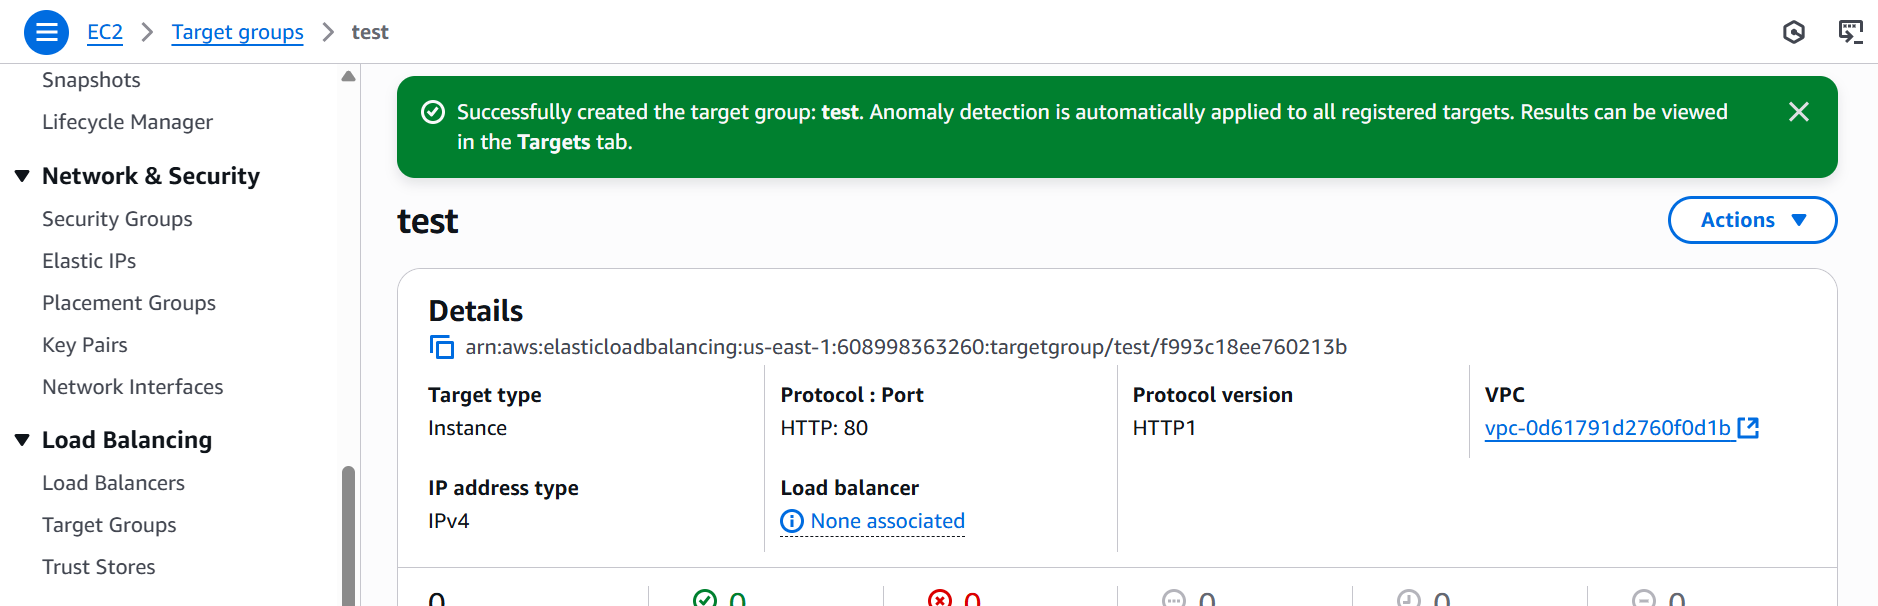 EC2 > Target groups > test
Snapshots
Lifecycle Manager
Network & Security
Security Groups
Elastic IPs
Placement Groups
Key Pairs
Network Interfaces
Load Balancing
Load Balancers
Target Groups
Trust Stores
Successfully created the target group: test. Anomaly detection is automatically applied to all registered targets. Results can be viewed
in the Targets tab.
test
Actions
Details
arn:aws:elasticloadbalancing:us-east-1:608998363260:targetgroup/test/f993c18ee760213b
Target type
Instance
Protocol : Port
HTTP: 80
Protocol version
HTTP1
VPC
vpc-0d61791d2760f0d1b
IP address type
IPv4
Load balancer
None associated
0 0 0 0 0 0